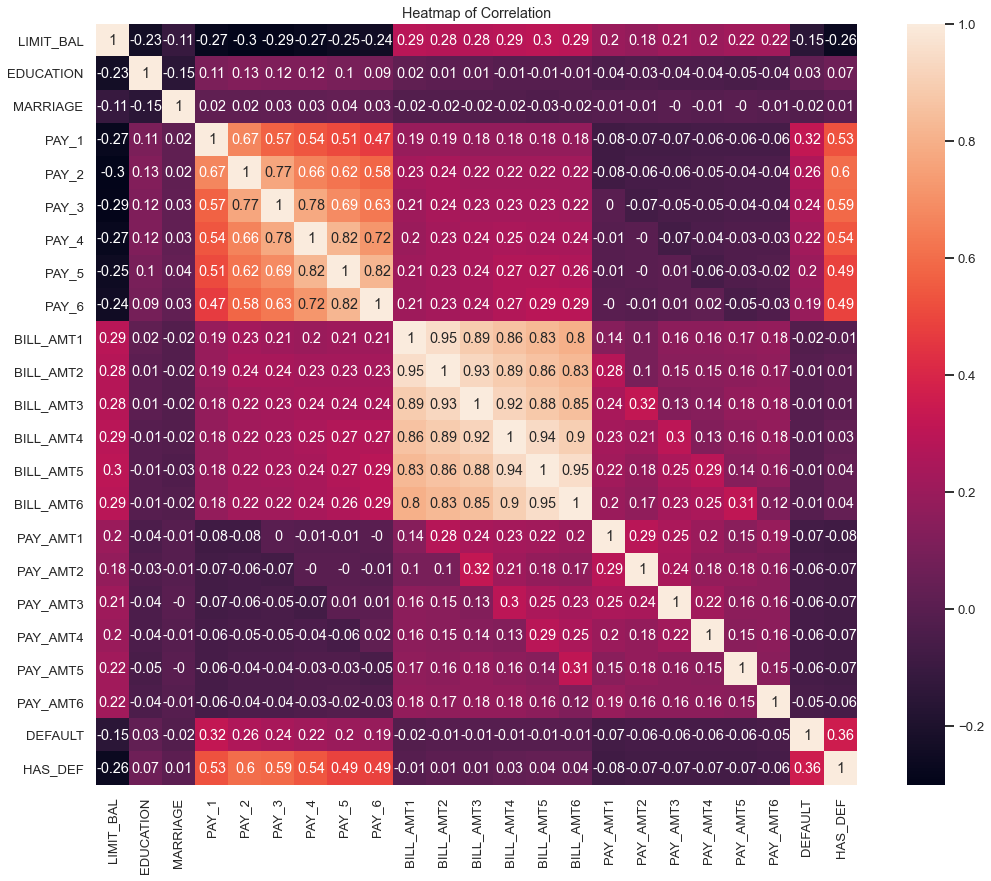 Heatmap of Correlation
LIMIT_BAL 1 -0.23 -0.11 -0.27 -0.3 -0.29 -0.27 -0.25 -0.24 0.29 0.28 0.28 0.29 0.3 0.29 0.2 0.18 0.21 0.2 0.22 0.22 -0.15 -0.26
EDUCATION -0.23 1 -0.15 0.11 0.13 0.12 0.12 0.1 0.09 0.02 0.01 0.01 -0.01 -0.01 -0.01 -0.04 -0.03 -0.04 -0.04 -0.05 -0.04 0.03 0.07
MARRIAGE -0.11 -0.15 1 0.02 0.02 0.03 0.03 0.04 0.03 -0.02 -0.02 -0.02 -0.02 -0.03 -0.02 -0.01 -0.01 -0 -0.01 -0 -0.01 -0.02 0.01
PAY_1 -0.27 0.11 0.02 1 0.67 0.57 0.54 0.51 0.47 0.19 0.19 0.18 0.18 0.18 0.18 -0.08 -0.07 -0.07 -0.06 -0.06 -0.06 0.32 0.53
PAY_2 -0.3 0.13 0.02 0.67 1 0.77 0.66 0.62 0.58 0.23 0.24 0.22 0.22 0.22 0.22 -0.08 -0.06 -0.06 -0.05 -0.04 -0.04 0.26 0.6
PAY_3 -0.29 0.12 0.03 0.57 0.77 1 0.78 0.69 0.63 0.21 0.24 0.23 0.23 0.23 0.22 0 -0.07 -0.05 -0.05 -0.04 -0.04 0.24 0.59
PAY_4 -0.27 0.12 0.03 0.54 0.66 0.78 1 0.82 0.72 0.2 0.23 0.24 0.25 0.24 0.24 -0.01 -0 -0.07 -0.04 -0.03 -0.03 0.22 0.54
PAY_5 -0.25 0.1 0.04 0.51 0.62 0.69 0.82 1 0.82 0.21 0.23 0.24 0.27 0.27 0.26 -0.01 -0 0.01 -0.06 -0.03 -0.02 0.2 0.49
PAY_6 -0.24 0.09 0.03 0.47 0.58 0.63 0.72 0.82 1 0.21 0.23 0.24 0.27 0.29 0.29 -0 -0.01 0.01 0.02 -0.05 -0.03 0.19 0.49
BILL_AMT1 0.29 0.02 -0.02 0.19 0.23 0.21 0.2 0.21 0.21 1 0.95 0.89 0.86 0.83 0.8 0.14 0.1 0.16 0.16 0.17 0.18 -0.02 -0.01
BILL_AMT2 0.28 0.01 -0.02 0.19 0.24 0.24 0.23 0.23 0.23 0.95 1 0.93 0.89 0.86 0.83 0.28 0.1 0.15 0.15 0.16 0.17 -0.01 0.01
BILL_AMT3 0.28 0.01 -0.02 0.18 0.22 0.23 0.24 0.24 0.24 0.89 0.93 1 0.92 0.88 0.85 0.24 0.32 0.13 0.14 0.18 0.18 -0.01 0.01
BILL_AMT4 0.29 -0.01 -0.02 0.18 0.22 0.23 0.25 0.27 0.27 0.86 0.89 0.92 1 0.94 0.9 0.23 0.21 0.3 0.13 0.16 0.18 -0.01 0.03
BILL_AMT5 0.3 -0.01 -0.03 0.18 0.22 0.23 0.24 0.27 0.29 0.83 0.86 0.88 0.94 1 0.95 0.22 0.18 0.25 0.29 0.14 0.16 -0.01 0.04
BILL_AMT6 0.29 -0.01 -0.02 0.18 0.22 0.22 0.24 0.26 0.29 0.8 0.83 0.85 0.9 0.95 1 0.2 0.17 0.23 0.25 0.31 0.12 -0.01 0.04
PAY_AMT1 0.2 -0.04 -0.01 -0.08 -0.08 0 -0.01 -0.01 -0 0.14 0.28 0.24 0.23 0.22 0.2 1 0.29 0.25 0.2 0.15 0.19 -0.07 -0.08
PAY_AMT2 0.18 -0.03 -0.01 -0.07 -0.06 -0.07 -0 -0 -0.01 0.1 0.1 0.32 0.21 0.18 0.17 0.29 1 0.24 0.18 0.18 0.16 -0.06 -0.07
PAY_AMT3 0.21 -0.04 -0 -0.07 -0.06 -0.05 -0.07 0.01 0.01 0.16 0.15 0.13 0.3 0.25 0.23 0.25 0.24 1 0.22 0.16 0.16 -0.06 -0.07
PAY_AMT4 0.2 -0.04 -0.01 -0.06 -0.05 -0.05 -0.04 -0.06 0.02 0.16 0.15 0.14 0.13 0.29 0.25 0.2 0.18 0.22 1 0.15 0.16 -0.06 -0.07
PAY_AMT5 0.22 -0.05 -0 -0.06 -0.04 -0.04 -0.03 -0.03 -0.05 0.17 0.16 0.18 0.16 0.14 0.31 0.15 0.18 0.16 0.15 1 0.15 -0.06 -0.07
PAY_AMT6 0.22 -0.04 -0.01 -0.06 -0.04 -0.04 -0.03 -0.02 -0.03 0.18 0.17 0.18 0.18 0.16 0.12 0.19 0.16 0.16 0.16 0.15 1 -0.05 -0.06
DEFAULT -0.15 0.03 -0.02 0.32 0.26 0.24 0.22 0.2 0.19 -0.02 -0.01 -0.01 -0.01 -0.01 -0.01 -0.07 -0.06 -0.06 -0.06 -0.06 -0.05 1 0.36
HAS_DEF -0.26 0.07 0.01 0.53 0.6 0.59 0.54 0.49 0.49 -0.01 0.01 0.01 0.03 0.04 0.04 -0.08 -0.07 -0.07 -0.07 -0.07 -0.06 0.36 1
LIMIT_BAL EDUCATION MARRIAGE PAY_1 PAY_2 PAY_3 PAY_4 PAY_5 PAY_6 BILL_AMT1 BILL_AMT2 BILL_AMT3 BILL_AMT4 BILL_AMT5 BILL_AMT6 PAY_AMT1 PAY_AMT2 PAY_AMT3 PAY_AMT4 PAY_AMT5 PAY_AMT6 DEFAULT HAS_DEF
1.0
0.8
0.6
0.4
0.2
0.0
−0.2